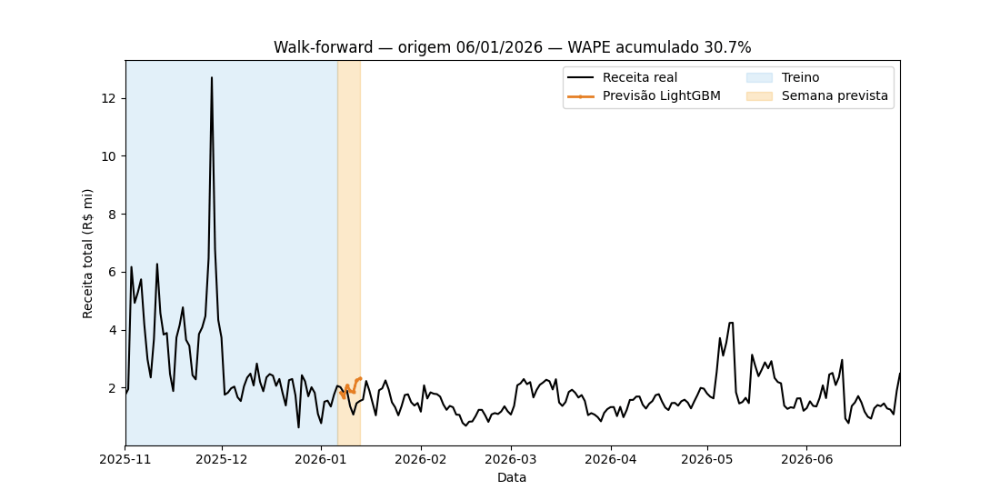 Walk-forward — origem 06/01/2026 — WAPE acumulado 30.7%
Receita real
Previsão LightGBM
Treino
Semana prevista
Receita total (R$ mi)
12
10
8
6
4
2
2025-11
2025-12
2026-01
2026-02
2026-03
2026-04
2026-05
2026-06
Data